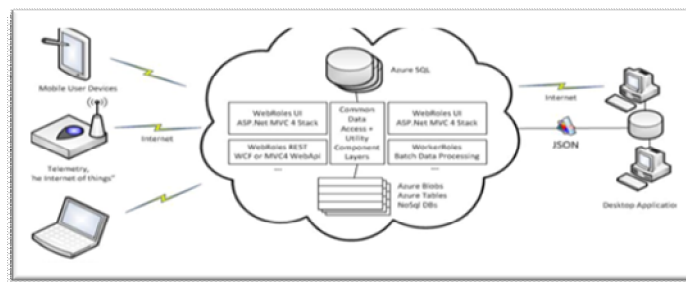 Mobile User Devices
Internet
Telemetry,
he Internet of things"
Azure SQL
WebRoles UI
ASP.Net MVC 4 Stack
WebRoles REST
WCF or MVC4 WebApi
....
Common
Data
Access +
Utility
Component
Layers
WebRoles UI
ASP.Net MVC 4 Stack
WorkerRoles
Batch Data Processing
....
Azure Blobs
Azure Tables
NoSql DBs
Internet
JSON
Desktop Application